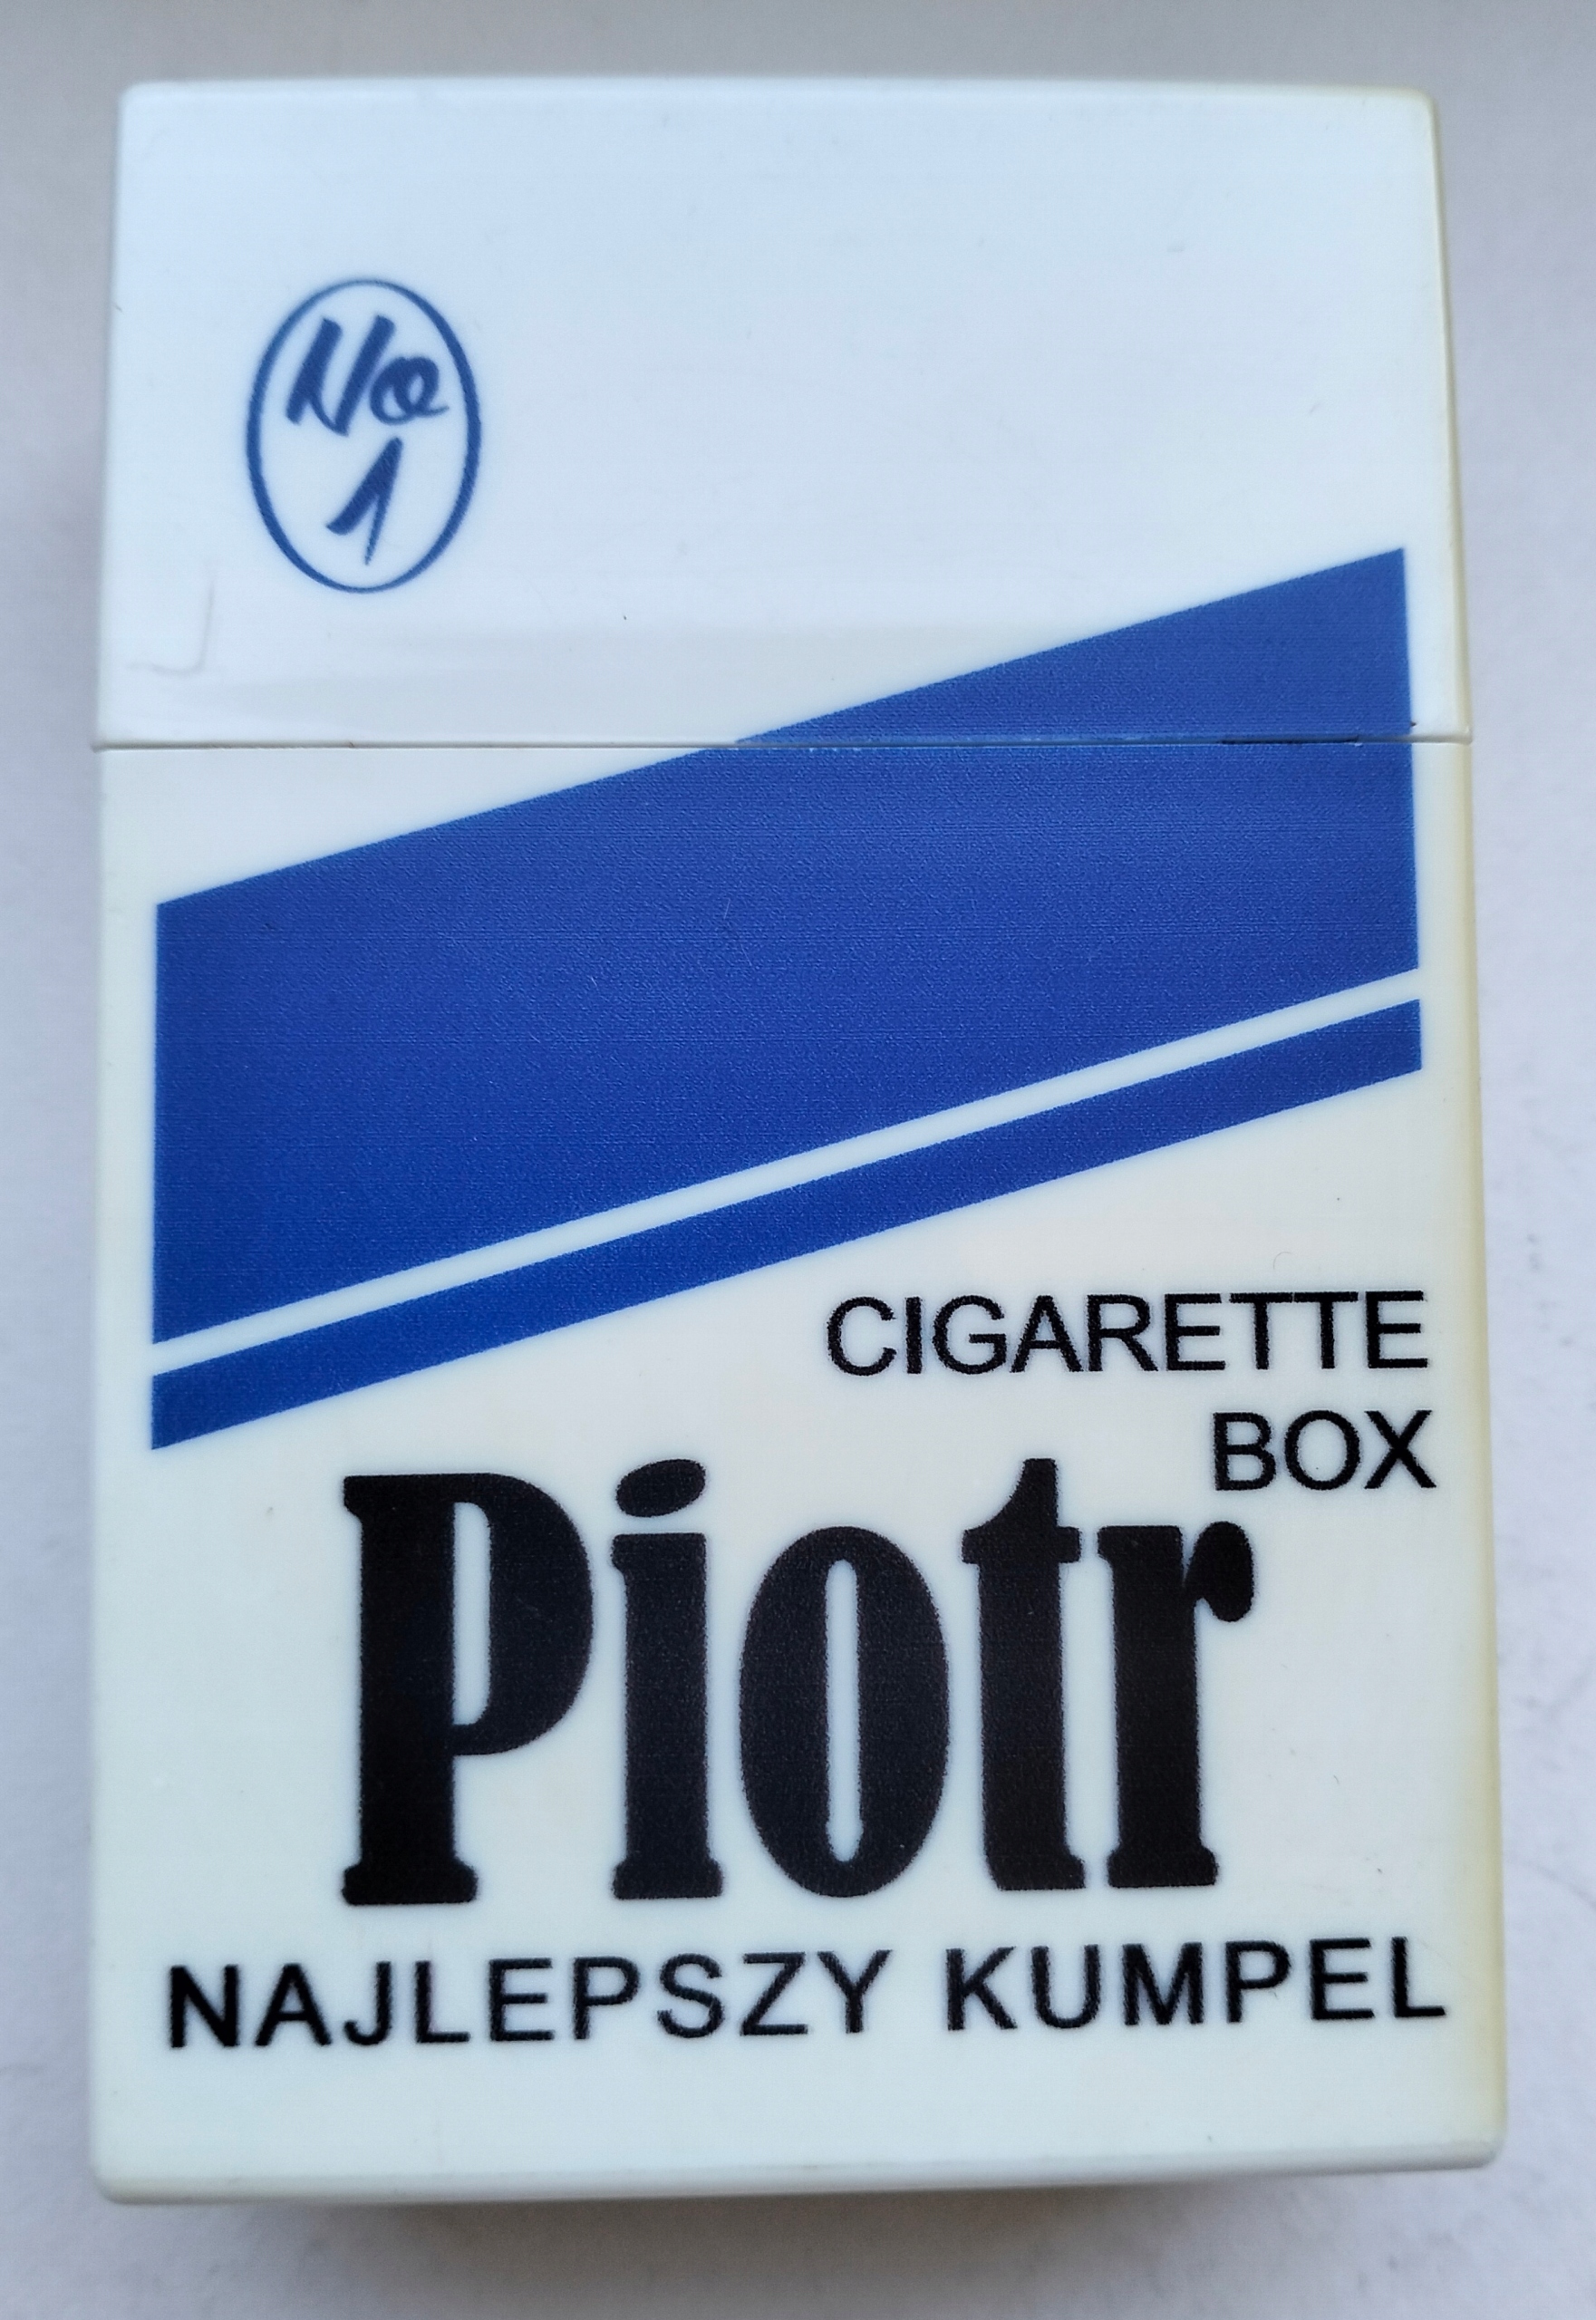 No
1
CIGARETTE
BOX
Piotr
NAJLEPSZY KUMPEL